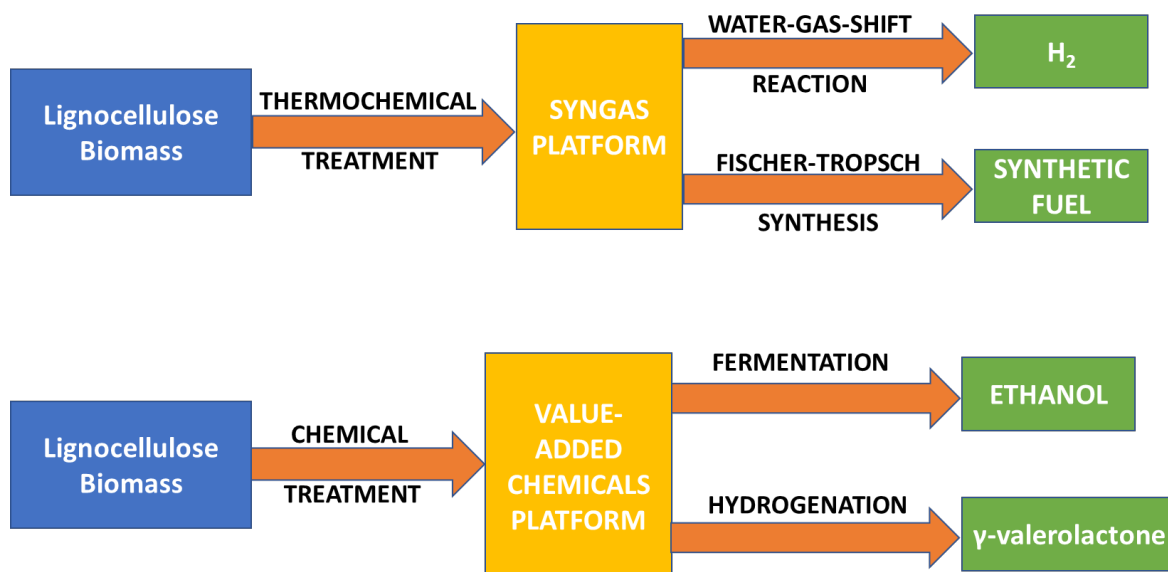 Lignocellulose
Biomass
THERMOCHEMICAL
TREATMENT
SYNGAS
PLATFORM
WATER-GAS-SHIFT
REACTION
H₂
FISCHER-TROPSCH
SYNTHESIS
SYNTHETIC
FUEL
Lignocellulose
Biomass
CHEMICAL
TREATMENT
VALUE-
ADDED
CHEMICALS
PLATFORM
FERMENTATION
ETHANOL
HYDROGENATION
γ-valerolactone